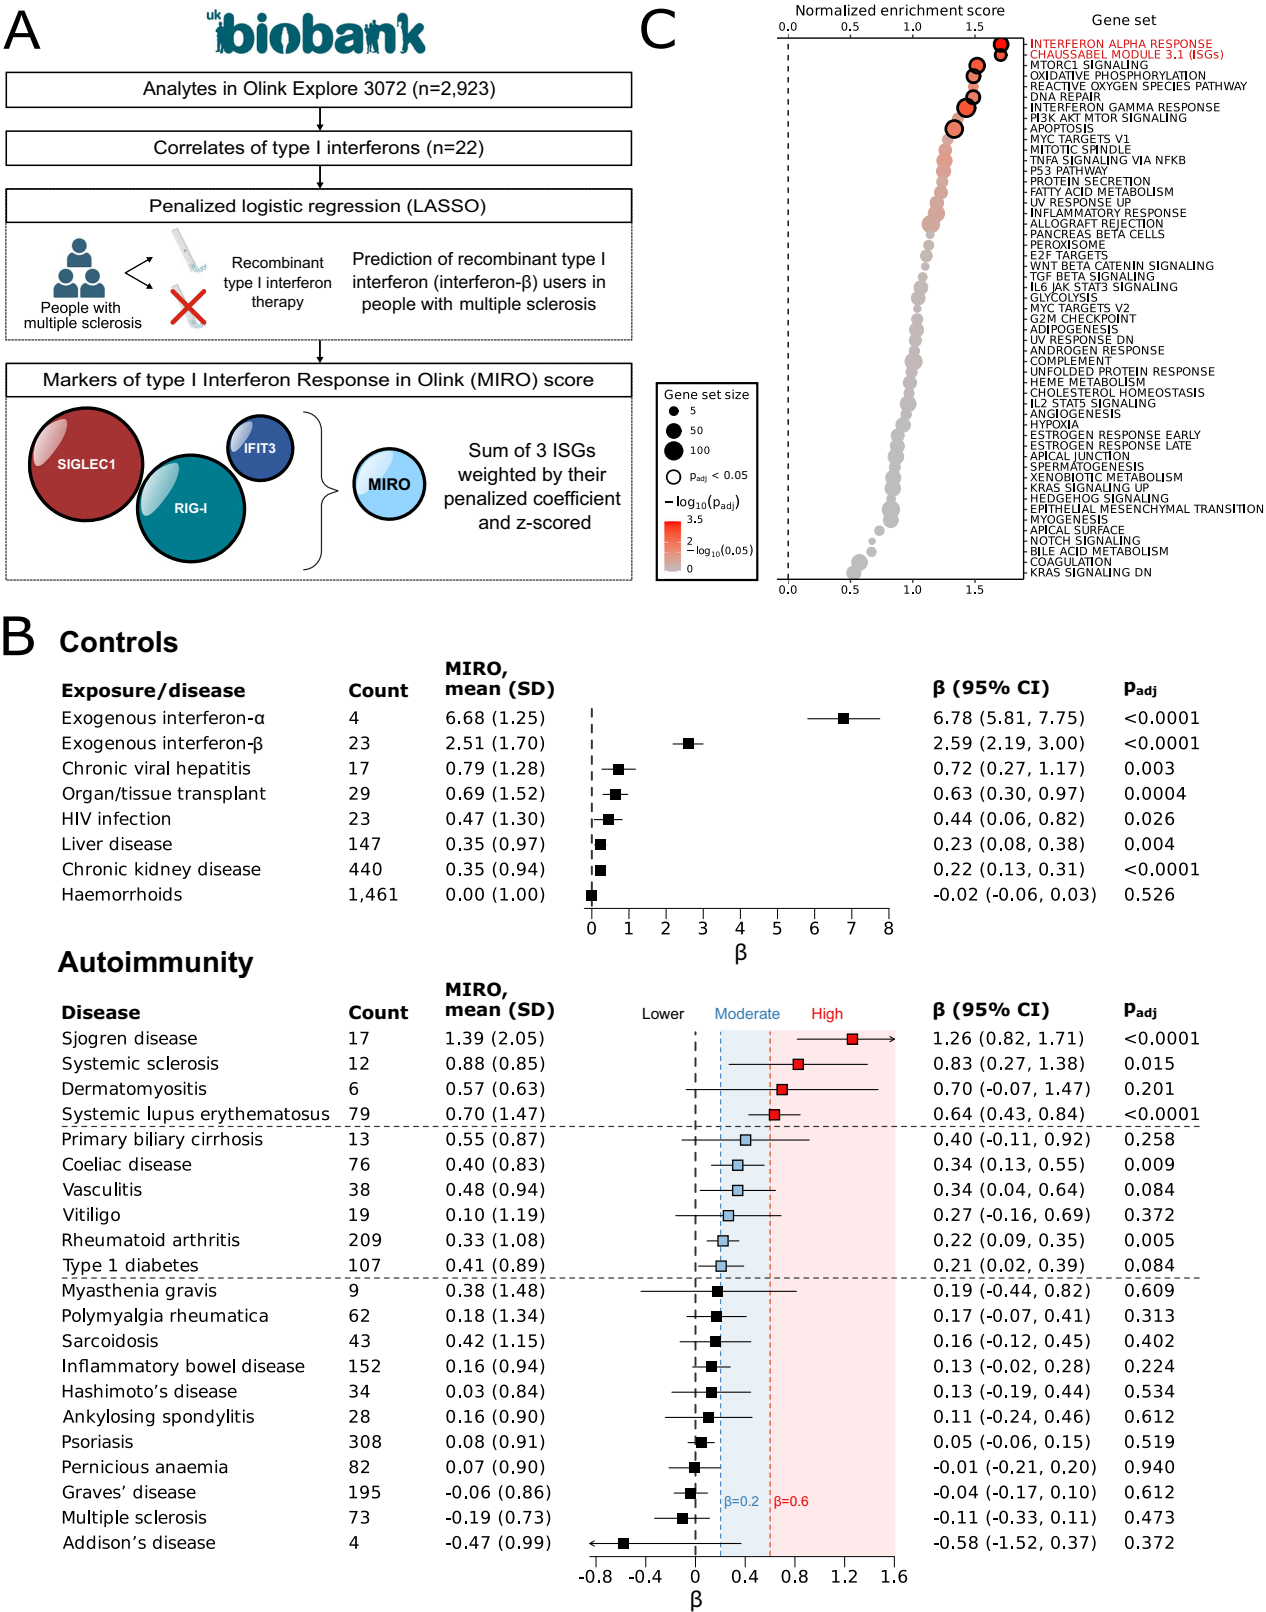 A
uk
biobank
Analytes in Olink Explore 3072 (n=2,923)
Correlates of type I interferons (n=22)
Penalized logistic regression (LASSO)
People with
multiple sclerosis
Recombinant
type I interferon
therapy
Prediction of recombinant type I
interferon (interferon-β) users in
people with multiple sclerosis
Markers of type I Interferon Response in Olink (MIRO) score
SIGLEC1
RIG-I
IFIT3
MIRO
Sum of 3 ISGs
weighted by their
penalized coefficient
and z-scored
C
Normalized enrichment score
Gene set
0.0 0.5 1.0 1.5
INTERFERON ALPHA RESPONSE
CHAUSSABEL MODULE 3.1 (ISGs)
MTORC1 SIGNALING
OXIDATIVE PHOSPHORYLATION
REACTIVE OXYGEN SPECIES PATHWAY
DNA REPAIR
INTERFERON GAMMA RESPONSE
PI3K AKT MTOR SIGNALING
APOPTOSIS
MYC TARGETS V1
MITOTIC SPINDLE
TNFA SIGNALING VIA NFKB
P53 PATHWAY
PROTEIN SECRETION
FATTY ACID METABOLISM
UV RESPONSE UP
INFLAMMATORY RESPONSE
ALLOGRAFT REJECTION
PANCREAS BETA CELLS
PEROXISOME
E2F TARGETS
WNT BETA CATENIN SIGNALING
TGF BETA SIGNALING
IL6 JAK STAT3 SIGNALING
GLYCOLYSIS
MYC TARGETS V2
G2M CHECKPOINT
ADIPOGENESIS
UV RESPONSE DN
ANDROGEN RESPONSE
COMPLEMENT
UNFOLDED PROTEIN RESPONSE
HEME METABOLISM
CHOLESTEROL HOMEOSTASIS
IL2 STAT5 SIGNALING
ANGIOGENESIS
HYPOXIA
ESTROGEN RESPONSE EARLY
ESTROGEN RESPONSE LATE
APICAL JUNCTION
SPERMATOGENESIS
XENOBIOTIC METABOLISM
KRAS SIGNALING UP
HEDGEHOG SIGNALING
EPITHELIAL MESENCHYMAL TRANSITION
MYOGENESIS
APICAL SURFACE
NOTCH SIGNALING
BILE ACID METABOLISM
COAGULATION
KRAS SIGNALING DN
0.0 0.5 1.0 1.5
Gene set size
5
50
100
padj < 0.05
−log10(padj)
3.5
2
−log10(0.05)
0
B
Controls
Exposure/disease Count MIRO, mean (SD) β (95% CI) padj
Exogenous interferon-α 4 6.68 (1.25) 6.78 (5.81, 7.75) <0.0001
Exogenous interferon-β 23 2.51 (1.70) 2.59 (2.19, 3.00) <0.0001
Chronic viral hepatitis 17 0.79 (1.28) 0.72 (0.27, 1.17) 0.003
Organ/tissue transplant 29 0.69 (1.52) 0.63 (0.30, 0.97) 0.0004
HIV infection 23 0.47 (1.30) 0.44 (0.06, 0.82) 0.026
Liver disease 147 0.35 (0.97) 0.23 (0.08, 0.38) 0.004
Chronic kidney disease 440 0.35 (0.94) 0.22 (0.13, 0.31) <0.0001
Haemorrhoids 1,461 0.00 (1.00) -0.02 (-0.06, 0.03) 0.526
0 1 2 3 4 5 6 7 8
β
Autoimmunity
Disease Count MIRO, mean (SD) Lower Moderate High β (95% CI) padj
Sjogren disease 17 1.39 (2.05) 1.26 (0.82, 1.71) <0.0001
Systemic sclerosis 12 0.88 (0.85) 0.83 (0.27, 1.38) 0.015
Dermatomyositis 6 0.57 (0.63) 0.70 (-0.07, 1.47) 0.201
Systemic lupus erythematosus 79 0.70 (1.47) 0.64 (0.43, 0.84) <0.0001
Primary biliary cirrhosis 13 0.55 (0.87) 0.40 (-0.11, 0.92) 0.258
Coeliac disease 76 0.40 (0.83) 0.34 (0.13, 0.55) 0.009
Vasculitis 38 0.48 (0.94) 0.34 (0.04, 0.64) 0.084
Vitiligo 19 0.10 (1.19) 0.27 (-0.16, 0.69) 0.372
Rheumatoid arthritis 209 0.33 (1.08) 0.22 (0.09, 0.35) 0.005
Type 1 diabetes 107 0.41 (0.89) 0.21 (0.02, 0.39) 0.084
Myasthenia gravis 9 0.38 (1.48) 0.19 (-0.44, 0.82) 0.609
Polymyalgia rheumatica 62 0.18 (1.34) 0.17 (-0.07, 0.41) 0.313
Sarcoidosis 43 0.42 (1.15) 0.16 (-0.12, 0.45) 0.402
Inflammatory bowel disease 152 0.16 (0.94) 0.13 (-0.02, 0.28) 0.224
Hashimoto’s disease 34 0.03 (0.84) 0.13 (-0.19, 0.44) 0.534
Ankylosing spondylitis 28 0.16 (0.90) 0.11 (-0.24, 0.46) 0.612
Psoriasis 308 0.08 (0.91) 0.05 (-0.06, 0.15) 0.519
Pernicious anaemia 82 0.07 (0.90) -0.01 (-0.21, 0.20) 0.940
Graves’ disease 195 -0.06 (0.86) β=0.2 β=0.6 -0.04 (-0.17, 0.10) 0.612
Multiple sclerosis 73 -0.19 (0.73) -0.11 (-0.33, 0.11) 0.473
Addison’s disease 4 -0.47 (0.99) -0.58 (-1.52, 0.37) 0.372
-0.8 -0.4 0 0.4 0.8 1.2 1.6
β